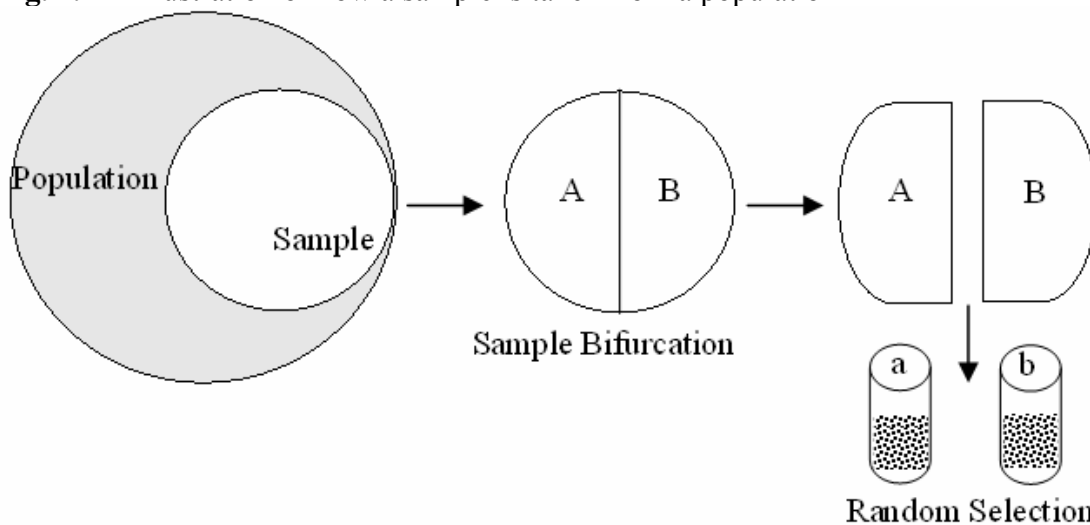 Population
Sample
A
B
Sample Bifurcation
A
B
a
b
Random Selection